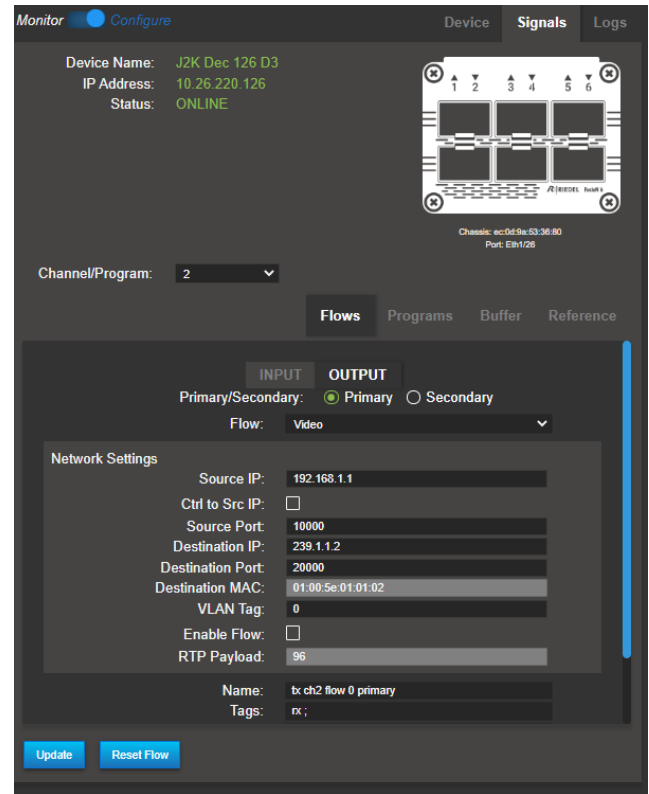 Monitor Configure Device Signals Logs
Device Name: J2K Dec 126 D3
IP Address: 10.26.220.126
Status: ONLINE
1 2 3 4 5 6
RIEDEL
Chassis: ec:0d:9a:53:36:80
Port: Eth1/26
Channel/Program: 2
Flows Programs Buffer Reference
INPUT OUTPUT
Primary/Secondary: Primary Secondary
Flow: Video
Network Settings
Source IP: 192.168.1.1
Ctrl to Src IP:
Source Port: 10000
Destination IP: 239.1.1.2
Destination Port: 20000
Destination MAC: 01:00:5e:01:01:02
VLAN Tag: 0
Enable Flow:
RTP Payload: 96
Name: tx ch2 flow 0 primary
Tags: rx ;
Update Reset Flow